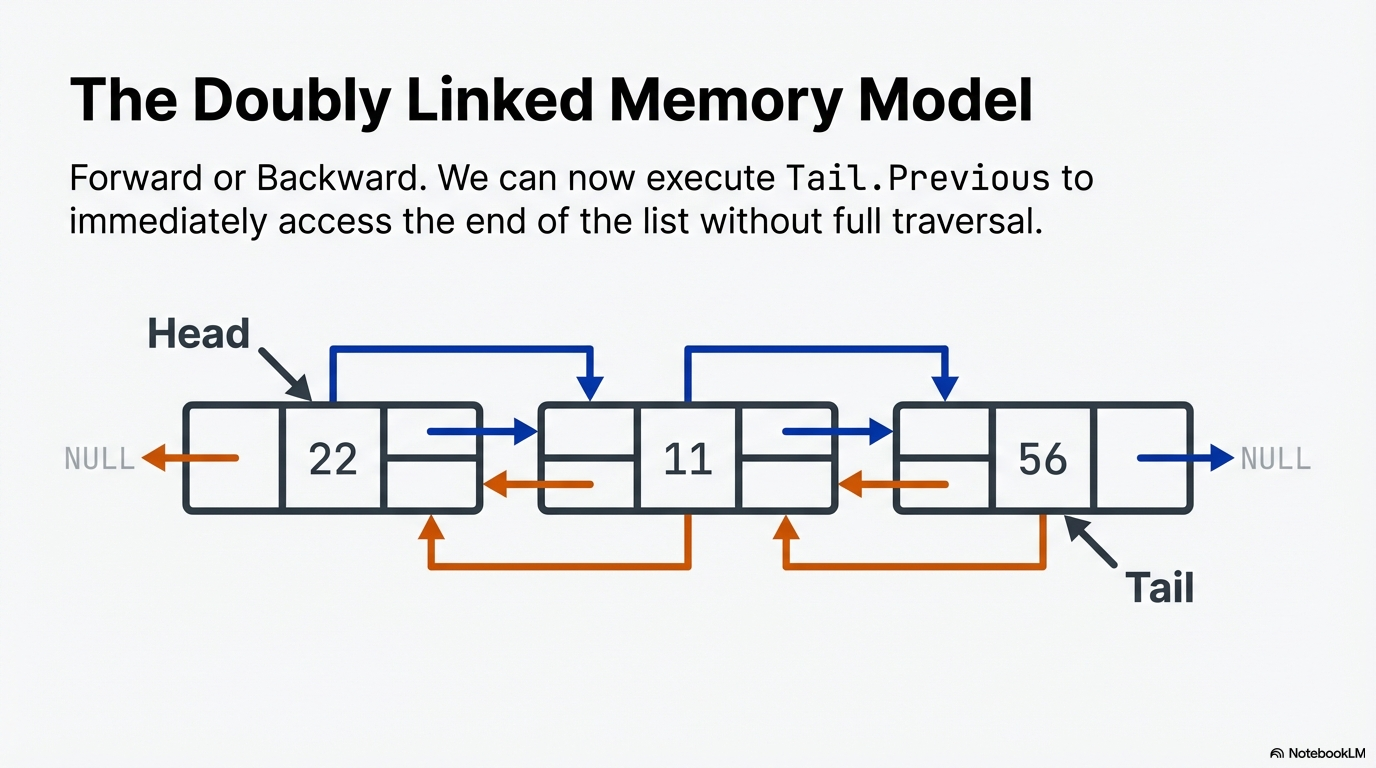 The Doubly Linked Memory Model
Forward or Backward. We can now execute Tail.Previous to
immediately access the end of the list without full traversal.
Head
NULL
22
11
56
NULL
Tail
NotebookLM